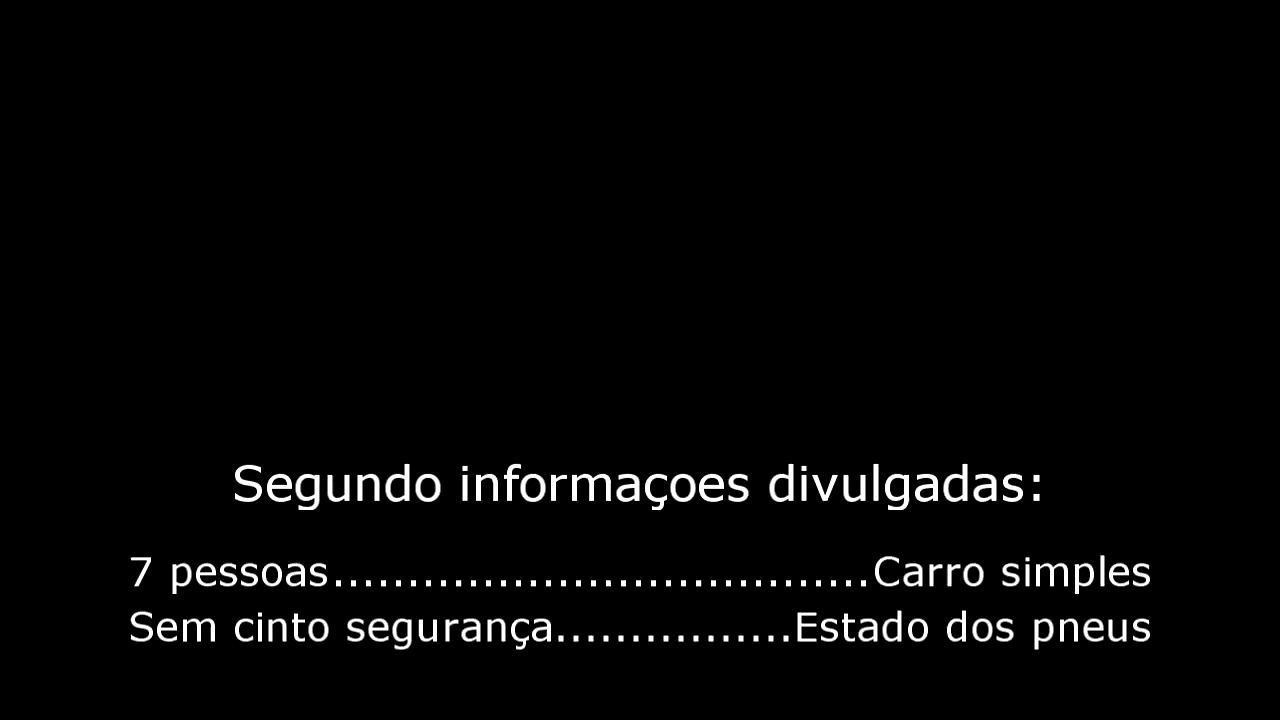 Segundo informaçoes divulgadas:
7 pessoas....................................Carro simples
Sem cinto segurança................Estado dos pneus